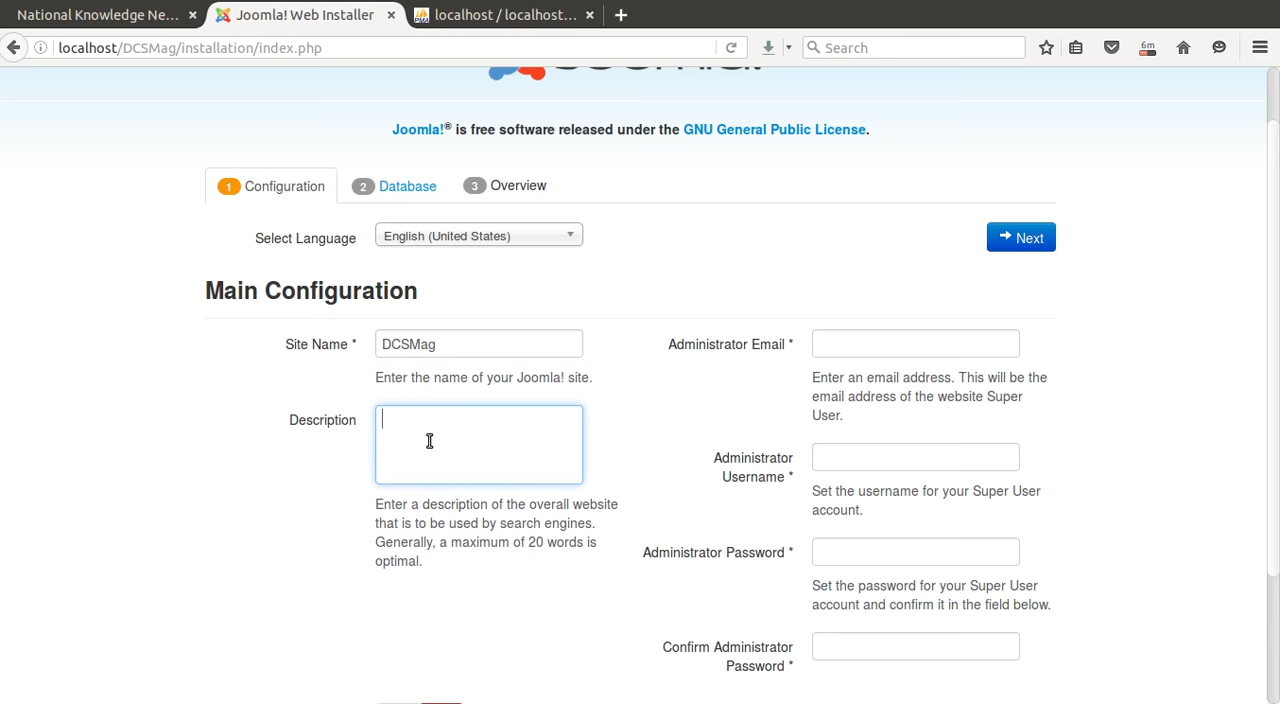 National Knowledge Ne...
Joomla! Web Installer
localhost / localhost...
localhost/DCSMag/installation/index.php
Search
6m
Joomla!® is free software released under the GNU General Public License.
1 Configuration
2 Database
3 Overview
Select Language
English (United States)
Next
Main Configuration
Site Name *
DCSMag
Enter the name of your Joomla! site.
Description
Enter a description of the overall website
that is to be used by search engines.
Generally, a maximum of 20 words is
optimal.
Administrator Email *
Enter an email address. This will be the
email address of the website Super
User.
Administrator
Username *
Set the username for your Super User
account.
Administrator Password *
Set the password for your Super User
account and confirm it in the field below.
Confirm Administrator
Password *